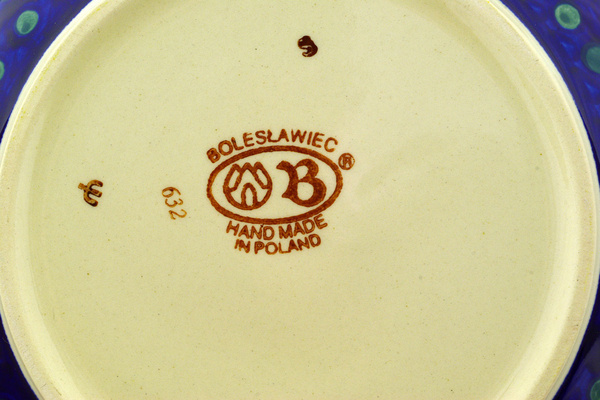 BOLESŁAWIEC
B ®
HAND MADE
IN POLAND
632